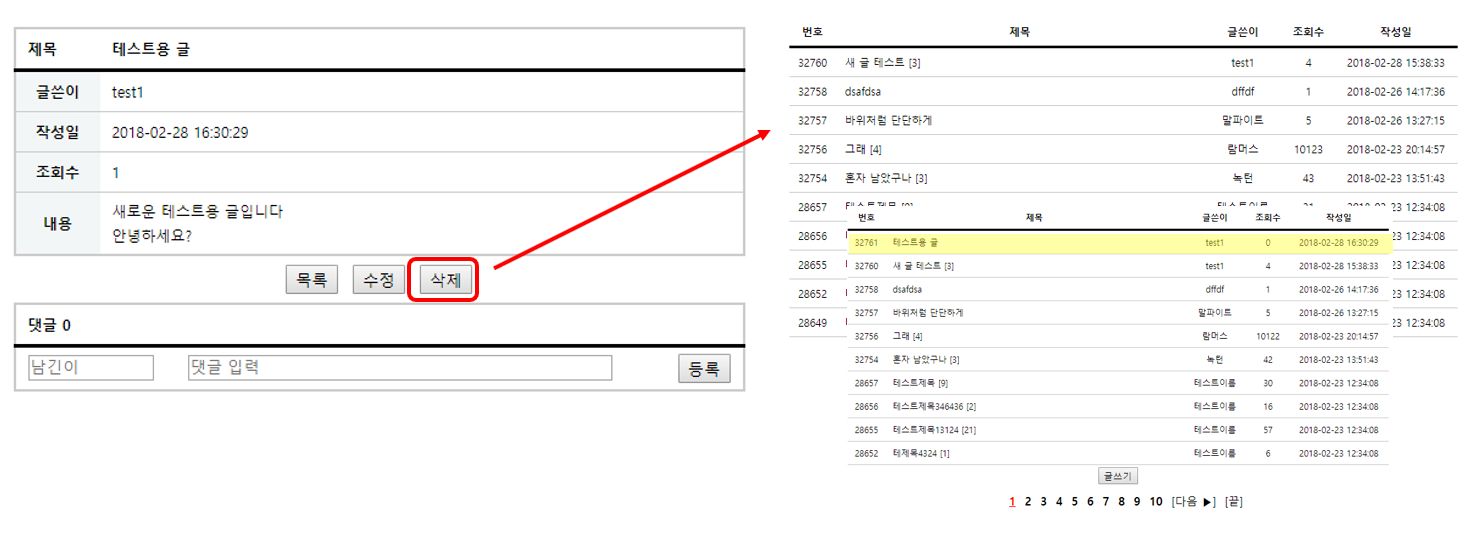 제목 테스트용 글
글쓴이 test1
작성일 2018-02-28 16:30:29
조회수 1
내용 새로운 테스트용 글입니다
안녕하세요?
목록 수정 삭제
댓글 0
남긴이 댓글 입력 등록
번호 제목 글쓴이 조회수 작성일
32760 새 글 테스트 [3] test1 4 2018-02-28 15:38:33
32758 dsafdsa dffdf 1 2018-02-26 14:17:36
32757 바위처럼 단단하게 말파이트 5 2018-02-26 13:27:15
32756 그래 [4] 람머스 10123 2018-02-23 20:14:57
32754 혼자 남았구나 [3] 녹턴 43 2018-02-23 13:51:43
28657 23 12:34:08
28656 23 12:34:08
28655 23 12:34:08
28652 23 12:34:08
28649 23 12:34:08
번호 제목 글쓴이 조회수 작성일
32761 테스트용 글 test1 0 2018-02-28 16:30:29
32760 새 글 테스트 [3] test1 4 2018-02-28 15:38:33
32758 dsafdsa dffdf 1 2018-02-26 14:17:36
32757 바위처럼 단단하게 말파이트 5 2018-02-26 13:27:15
32756 그래 [4] 람머스 10122 2018-02-23 20:14:57
32754 혼자 남았구나 [3] 녹턴 42 2018-02-23 13:51:43
28657 테스트제목 [9] 테스트이름 30 2018-02-23 12:34:08
28656 테스트제목346436 [2] 테스트이름 16 2018-02-23 12:34:08
28655 테스트제목13124 [21] 테스트이름 57 2018-02-23 12:34:08
28652 테제목4324 [1] 테스트이름 6 2018-02-23 12:34:08
글쓰기
1 2 3 4 5 6 7 8 9 10 [다음 ▶] [끝]